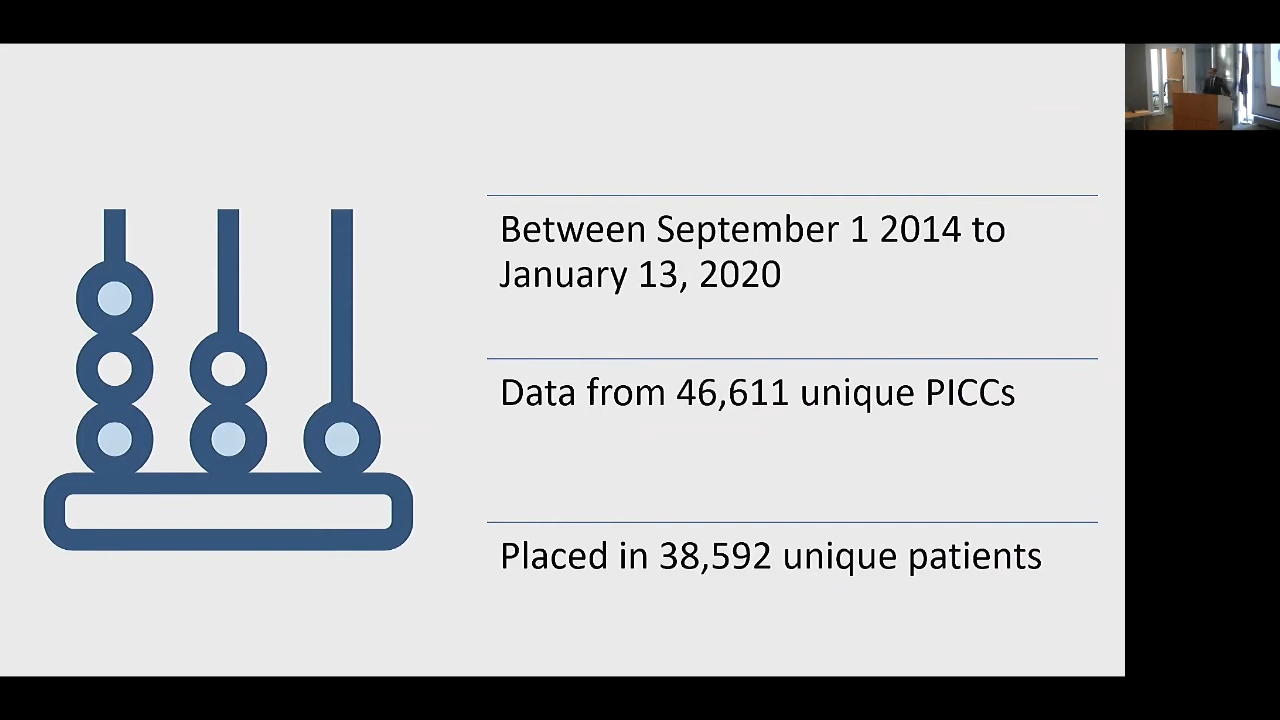 Between September 1 2014 to
January 13, 2020
Data from 46,611 unique PICCs
Placed in 38,592 unique patients